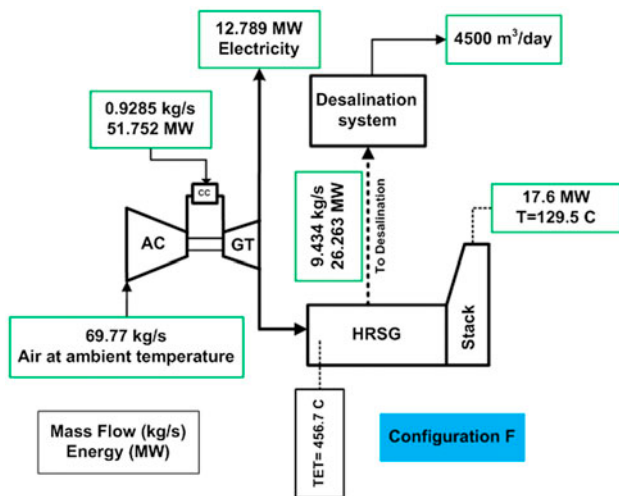 12.789 MW
Electricity
4500 m³/day
Desalination
system
0.9285 kg/s
51.752 MW
CC
9.434 kg/s
26.263 MW
To Desalination
17.6 MW
T=129.5 C
AC
GT
HRSG
Stack
69.77 kg/s
Air at ambient temperature
TET= 456.7 C
Mass Flow (kg/s)
Energy (MW)
Configuration F